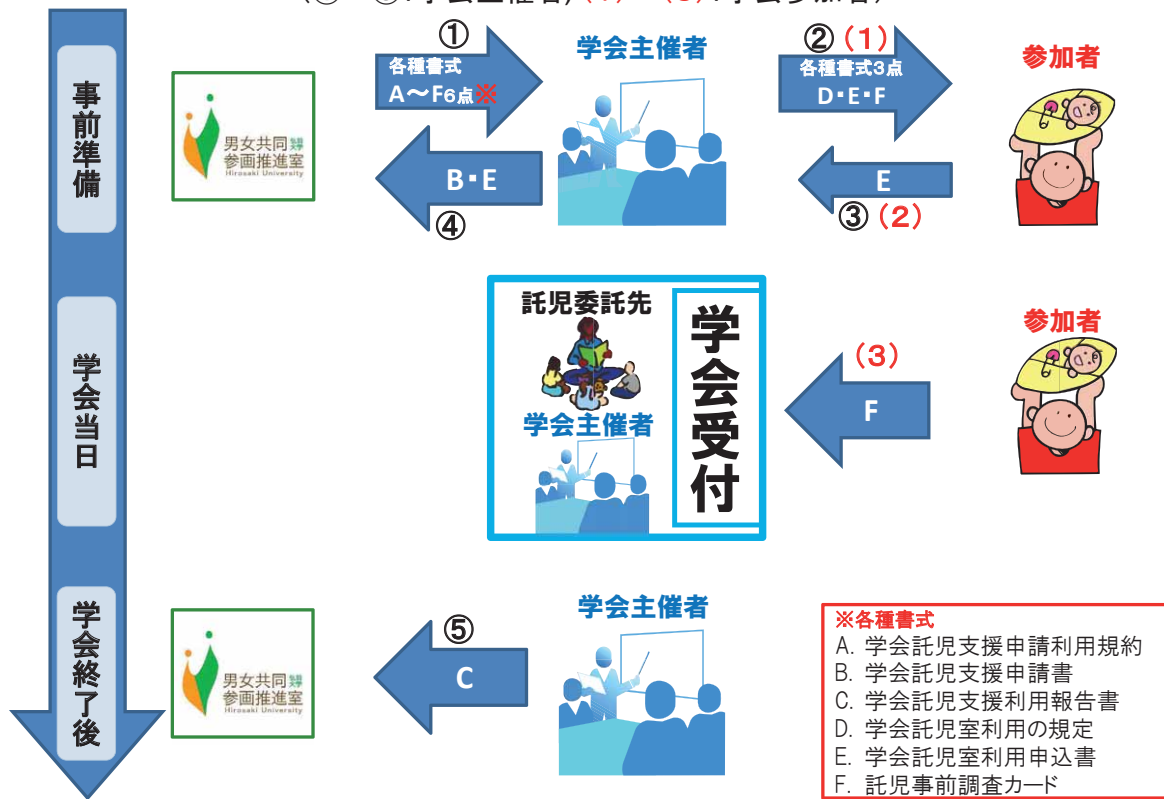 事前準備
①
各種書式
A～F6点※
男女共同
参画推進室
Hirosaki University
B・E
④
学会主催者
② （1）
各種書式3点
D・E・F
参加者
E
③ （2）
学会当日
託児委託先
学会主催者
学会受付
（3）
F
参加者
学会終了後
男女共同
参画推進室
Hirosaki University
⑤
C
学会主催者
※各種書式
A. 学会託児支援申請利用規約
B. 学会託児支援申請書
C. 学会託児支援利用報告書
D. 学会託児室利用の規定
E. 学会託児室利用申込書
F. 託児事前調査カード